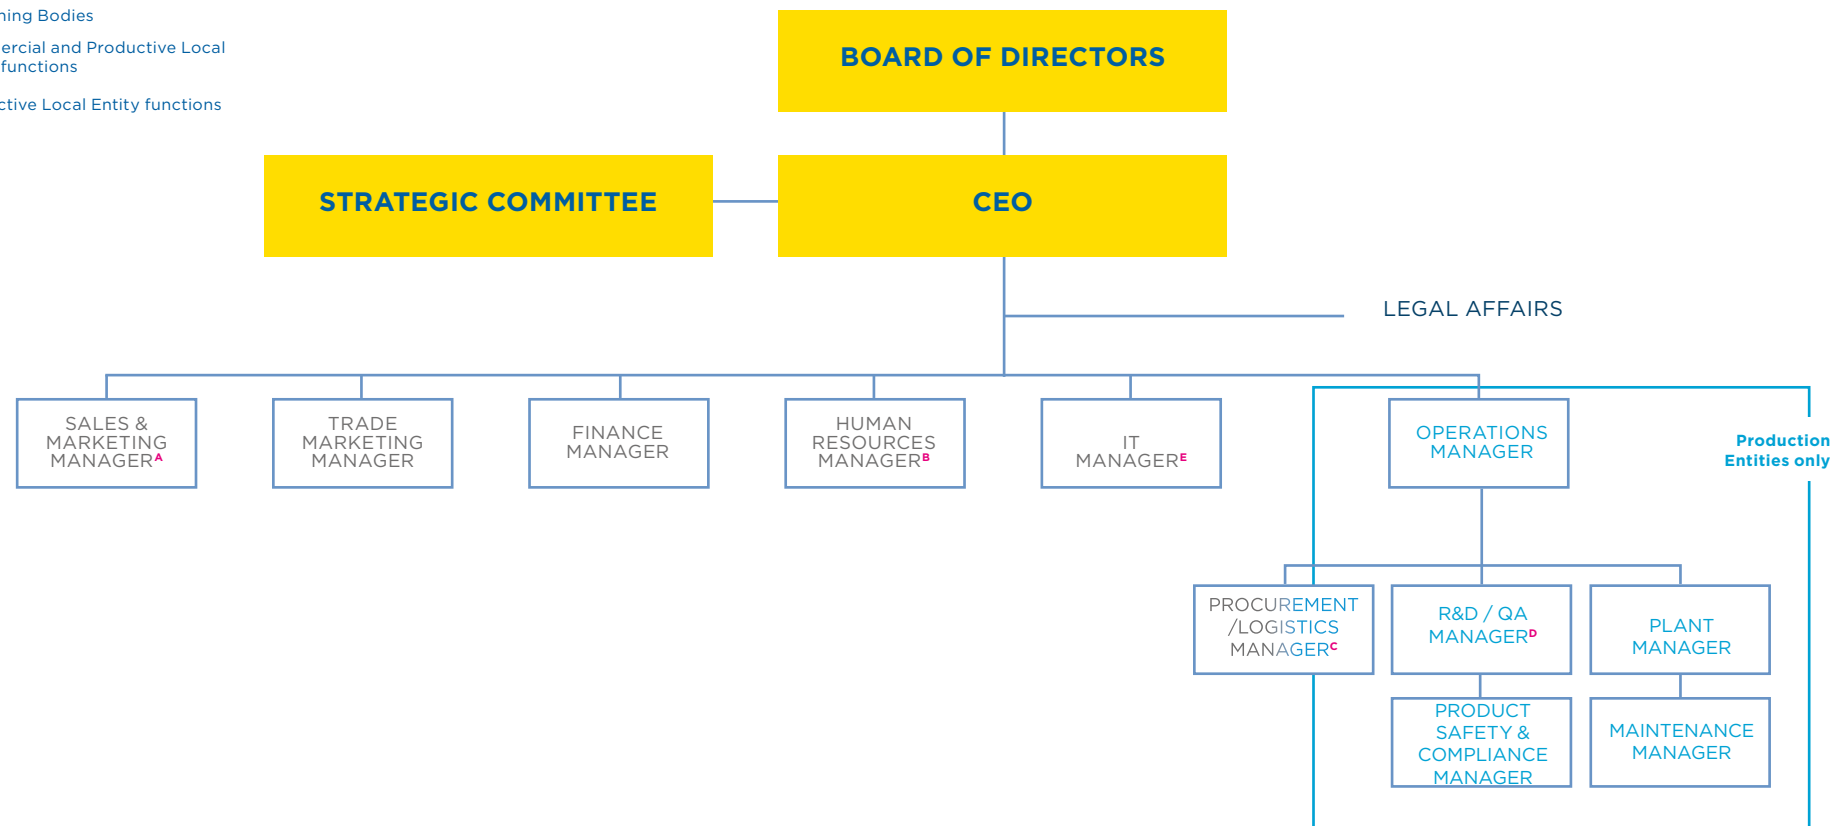 ning Bodies
ercial and Productive Local
functions
ctive Local Entity functions
BOARD OF DIRECTORS
STRATEGIC COMMITTEE
CEO
LEGAL AFFAIRS
SALES &
MARKETING
MANAGERᴬ
TRADE
MARKETING
MANAGER
FINANCE
MANAGER
HUMAN
RESOURCES
MANAGERᴮ
IT
MANAGERᴱ
OPERATIONS
MANAGER
Production
Entities only
PROCUREMENT
/LOGISTICS
MANAGERᶜ
R&D / QA
MANAGERᴰ
PLANT
MANAGER
PRODUCT
SAFETY &
COMPLIANCE
MANAGER
MAINTENANCE
MANAGER